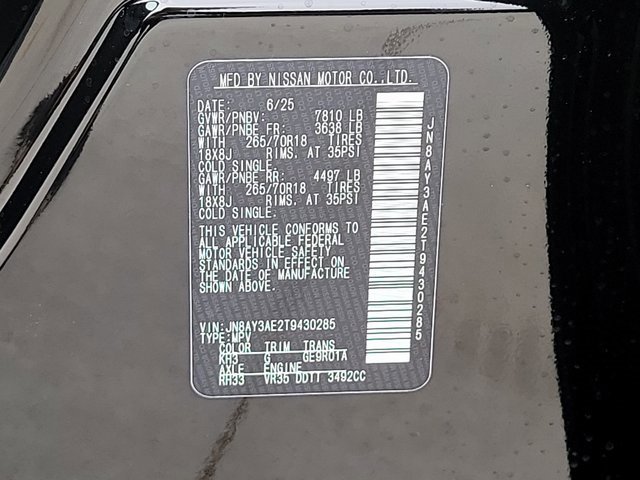 MFD BY NISSAN MOTOR CO.,LTD.
DATE: 6/25
GVWR/PNBV: 7810 LB
GAWR/PNBE FR: 3638 LB
WITH 265/70R18 TIRES
18X8J RIMS. AT 35PSI
COLD SINGLE.
GAWR/PNBE RR: 4497 LB
WITH 265/70R18 TIRES
18X8J RIMS. AT 35PSI
COLD SINGLE.
THIS VEHICLE CONFORMS TO
ALL APPLICABLE FEDERAL
MOTOR VEHICLE SAFETY
STANDARDS IN EFFECT ON
THE DATE OF MANUFACTURE
SHOWN ABOVE.
VIN: JN8AY3AE2T9430285
TYPE: MPV
COLOR TRIM TRANS
KH3 G GE9R01A
AXLE ENGINE
RH33 VR35 DDTT 3492CC
JN8AY3AE2T9430285